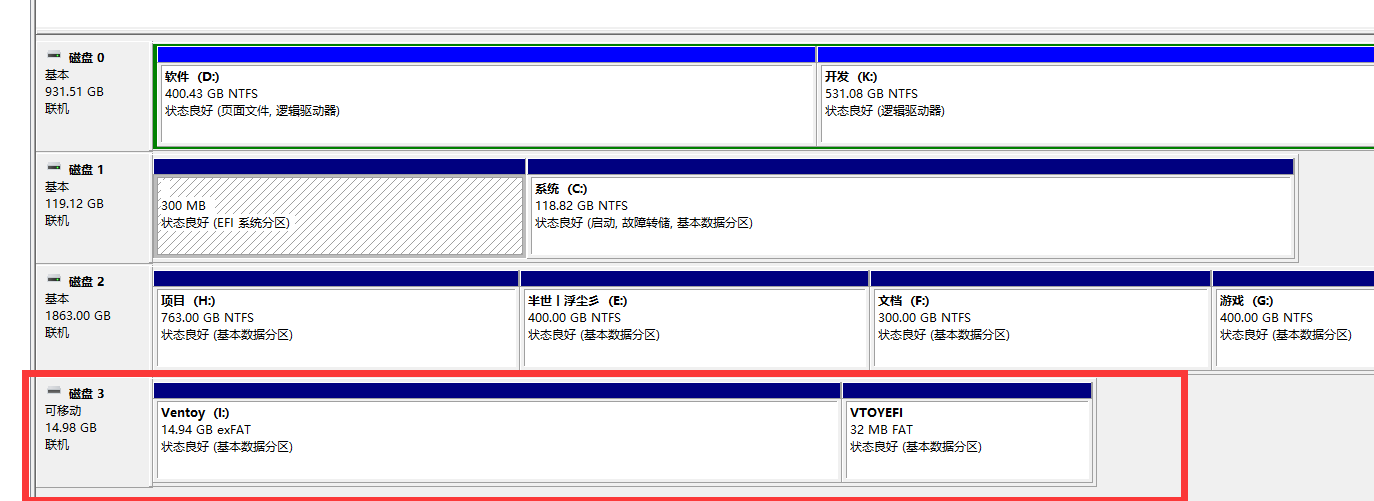 磁盘 0
基本
931.51 GB
联机
软件 (D:)
400.43 GB NTFS
状态良好 (页面文件, 逻辑驱动器)
开发 (K:)
531.08 GB NTFS
状态良好 (逻辑驱动器)
磁盘 1
基本
119.12 GB
联机
300 MB
状态良好 (EFI 系统分区)
系统 (C:)
118.82 GB NTFS
状态良好 (启动, 故障转储, 基本数据分区)
磁盘 2
基本
1863.00 GB
联机
项目 (H:)
763.00 GB NTFS
状态良好 (基本数据分区)
半世丨浮尘彡 (E:)
400.00 GB NTFS
状态良好 (基本数据分区)
文档 (F:)
300.00 GB NTFS
状态良好 (基本数据分区)
游戏 (G:)
400.00 GB NTFS
状态良好 (基本数据分区)
磁盘 3
可移动
14.98 GB
联机
Ventoy (I:)
14.94 GB exFAT
状态良好 (基本数据分区)
VTOYEFI
32 MB FAT
状态良好 (基本数据分区)